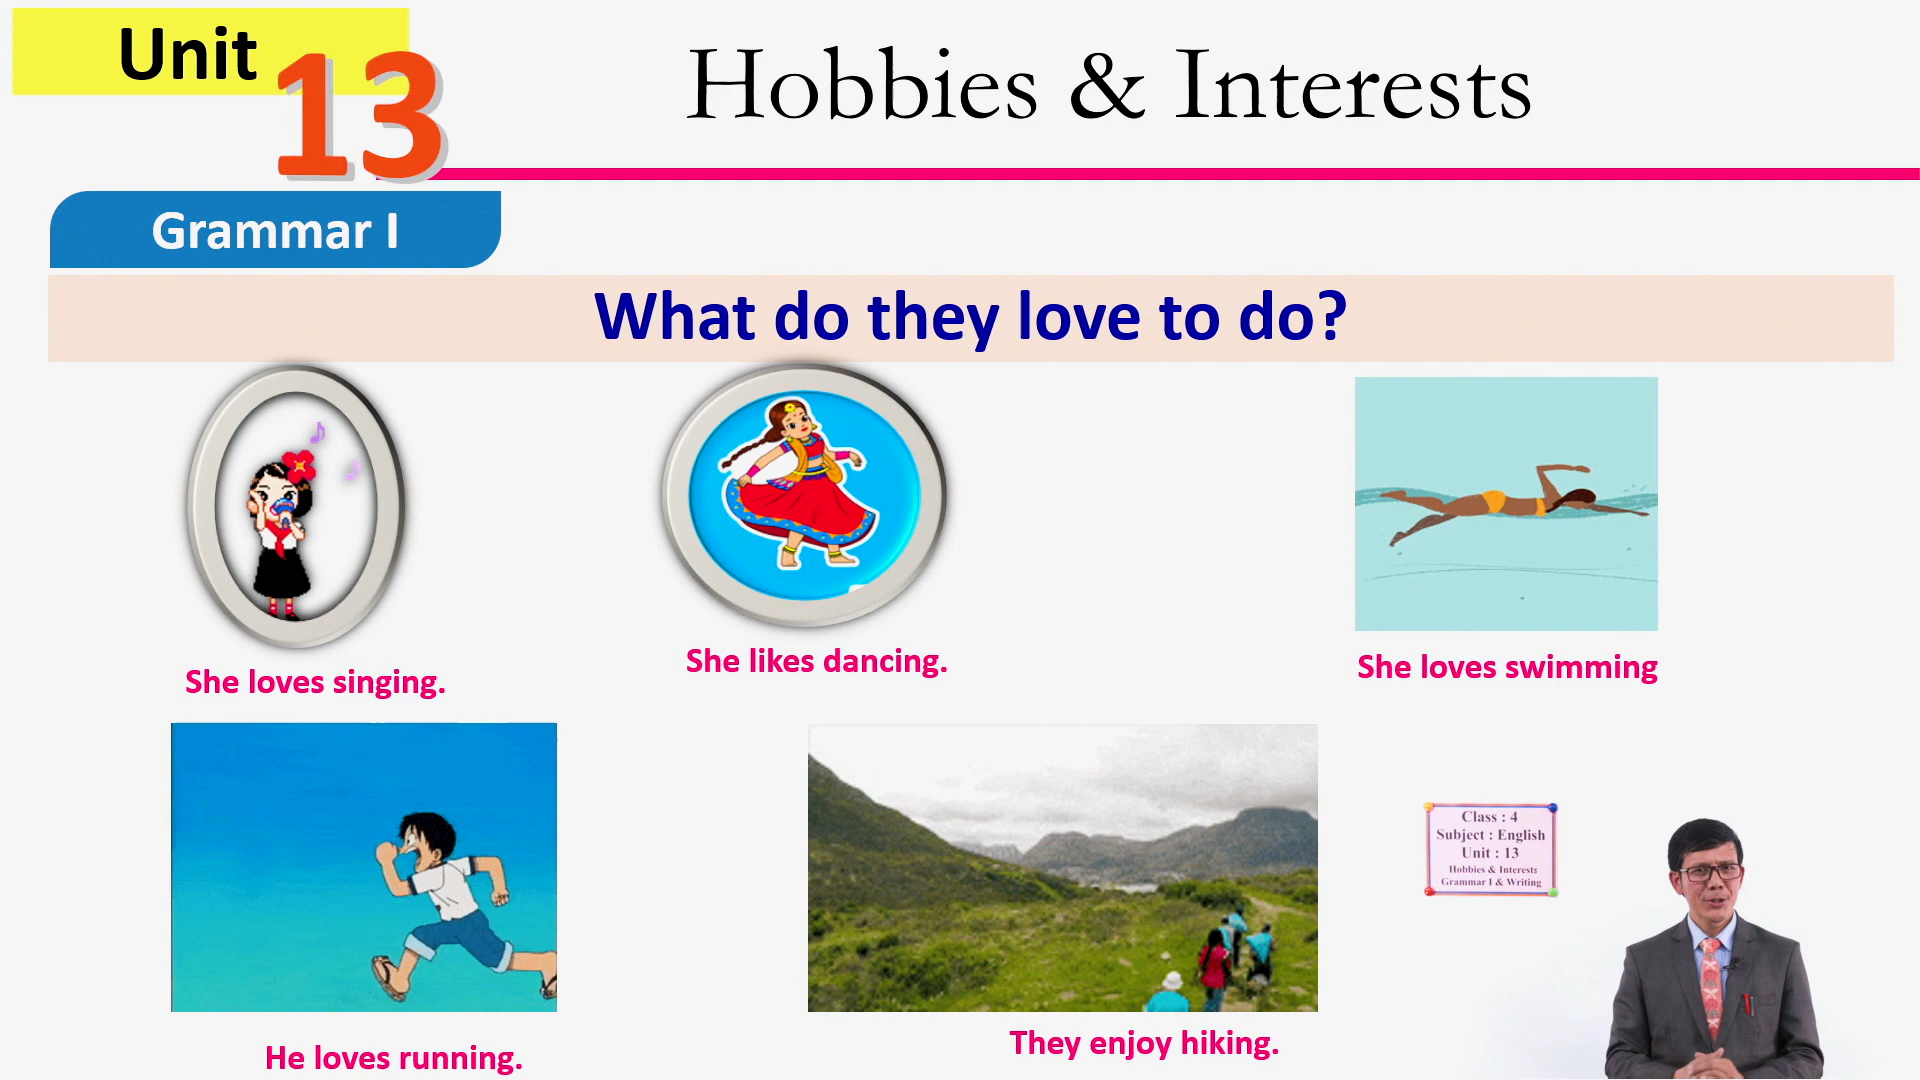 Unit 13
Hobbies & Interests
Grammar I
What do they love to do?
She loves singing.
She likes dancing.
She loves swimming
He loves running.
They enjoy hiking.
Class : 4
Subject : English
Unit : 13
Hobbies & Interests
Grammar I & Writing